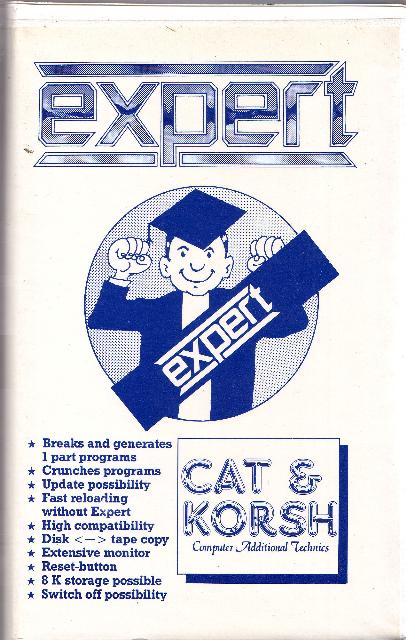 expert
expert
★ Breaks and generates
1 part programs
★ Crunches programs
★ Update possibility
★ Fast reloading
without Expert
★ High compatibility
★ Disk <—> tape copy
★ Extensive monitor
★ Reset-button
★ 8 K storage possible
★ Switch off possibility
CAT &
KORSH
Computer Additional Technics